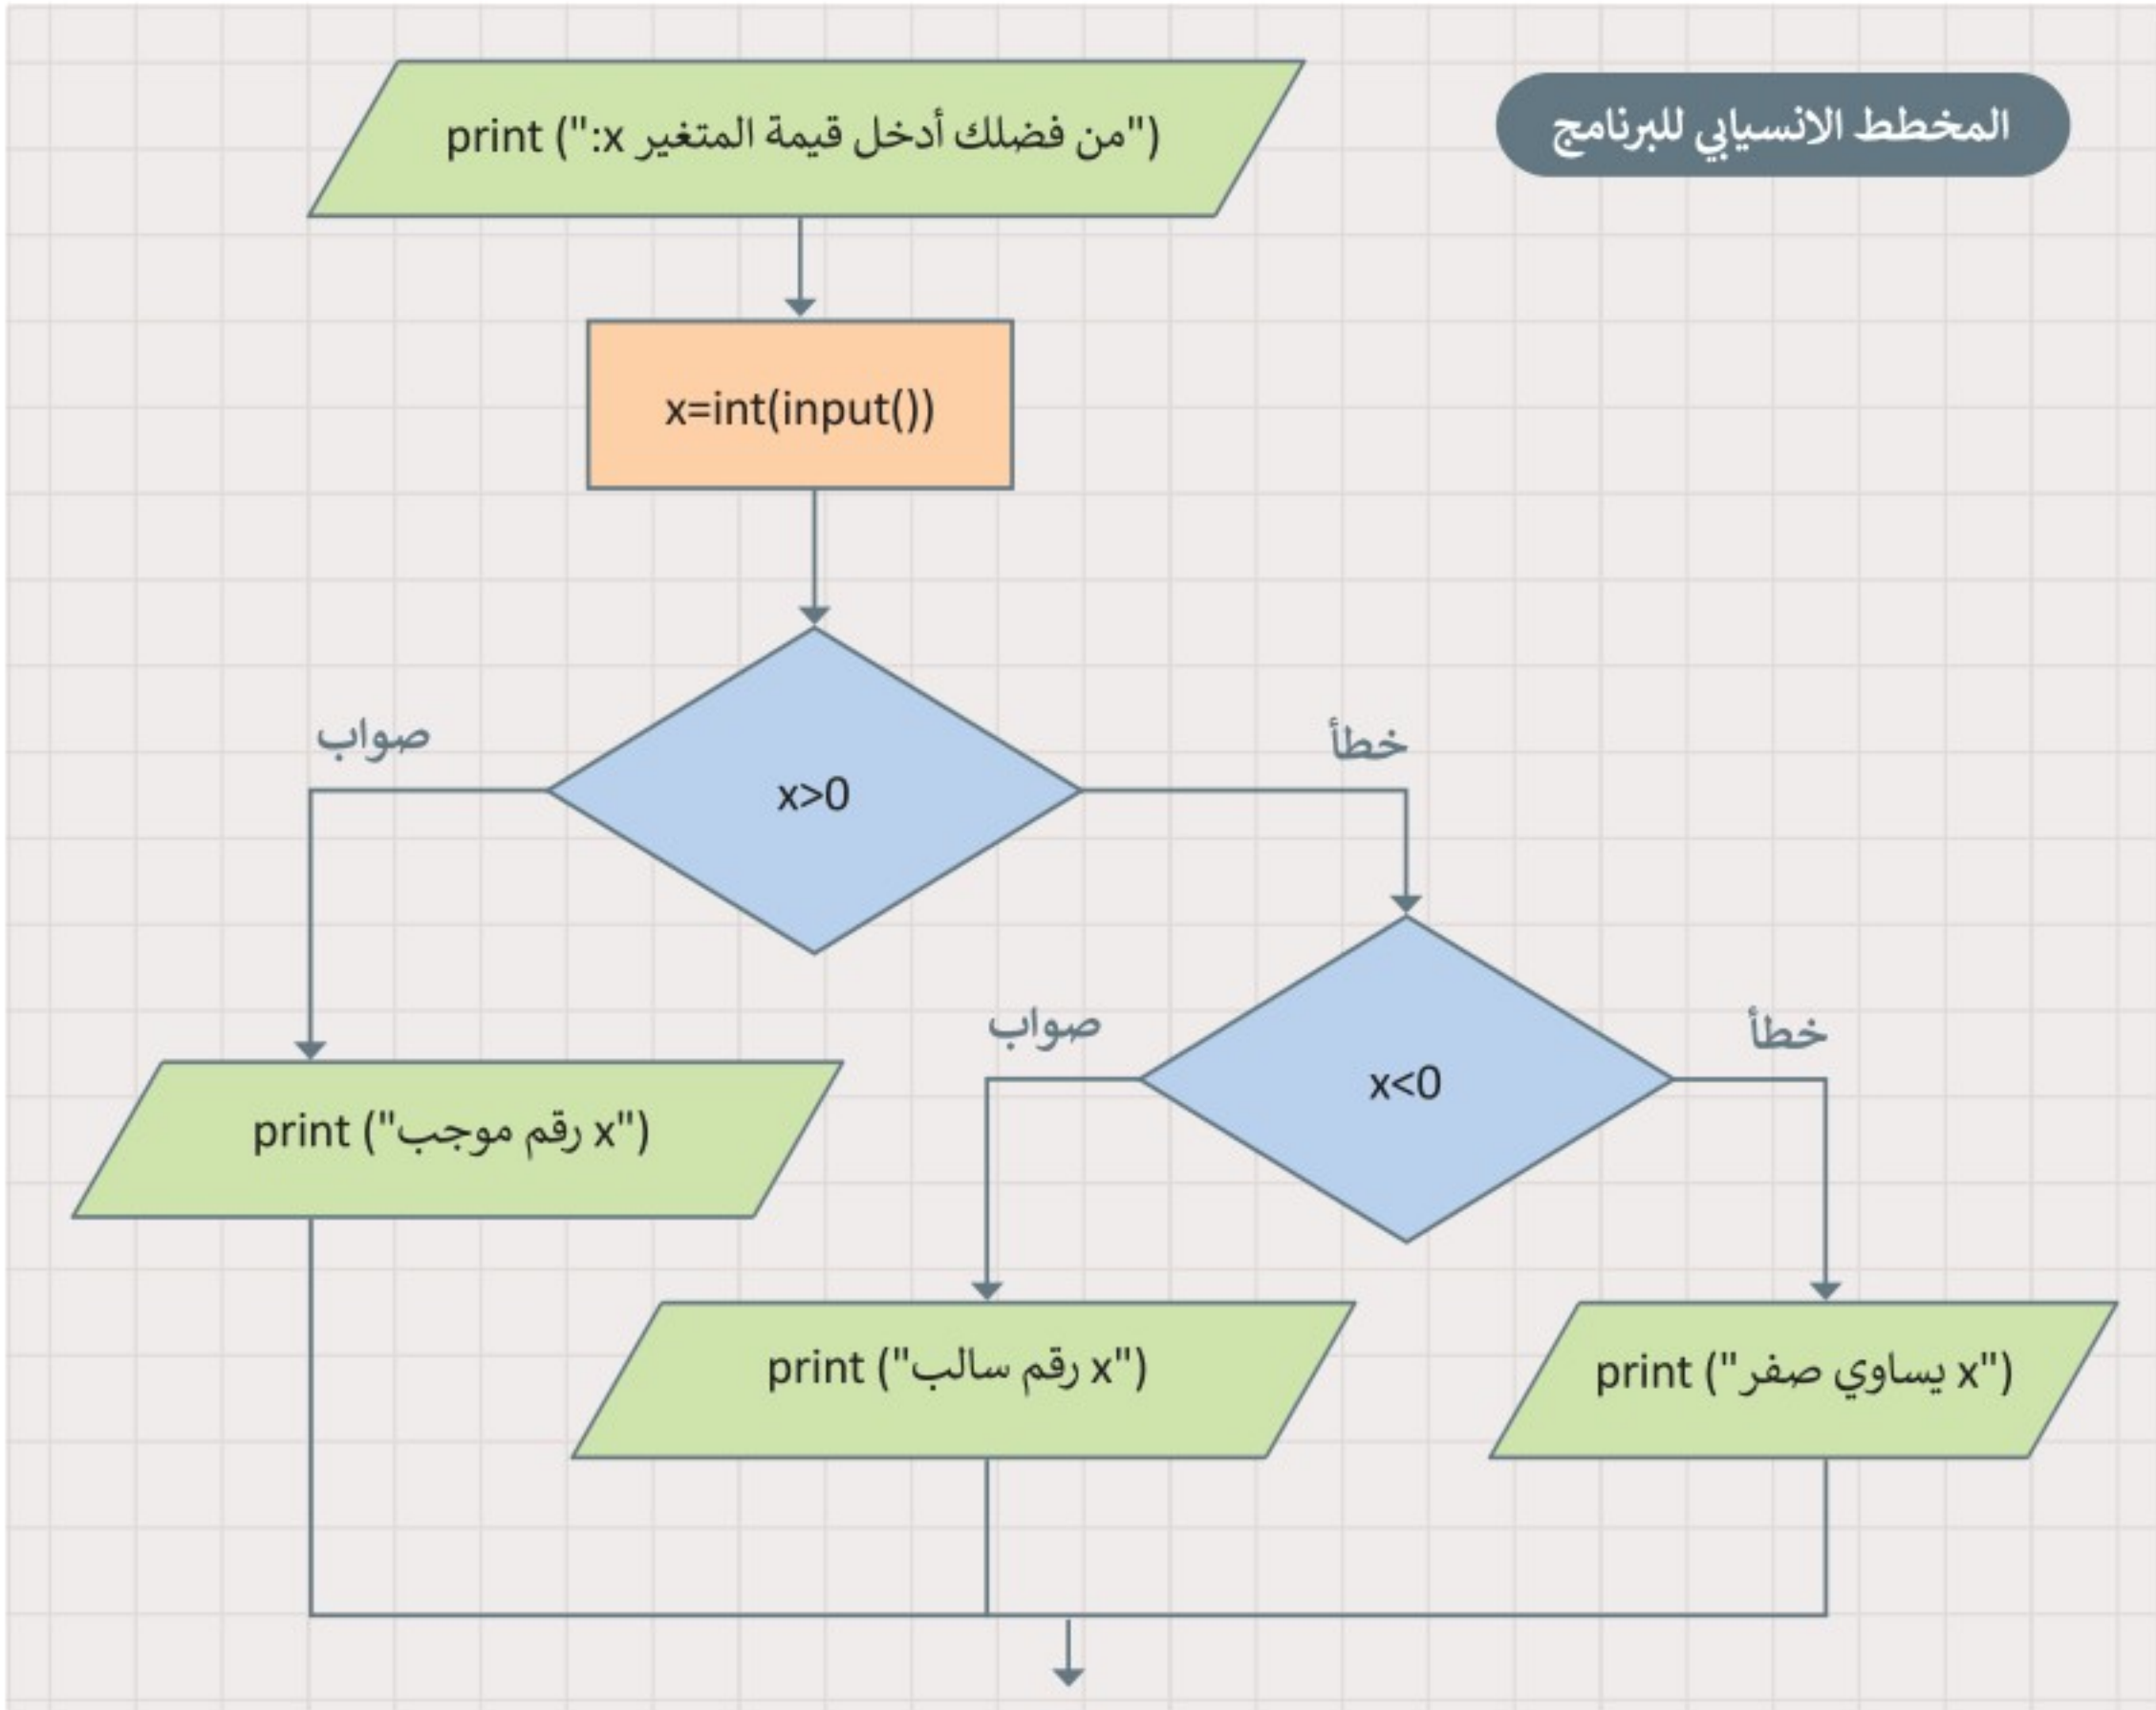 المخطط الانسيابي للبرنامج
print ("من فضلك أدخل قيمة المتغير x:")
x=int(input())
x>0
صواب
خطأ
x<0
صواب
خطأ
print ("x رقم موجب")
print ("x رقم سالب")
print ("x يساوي صفر")